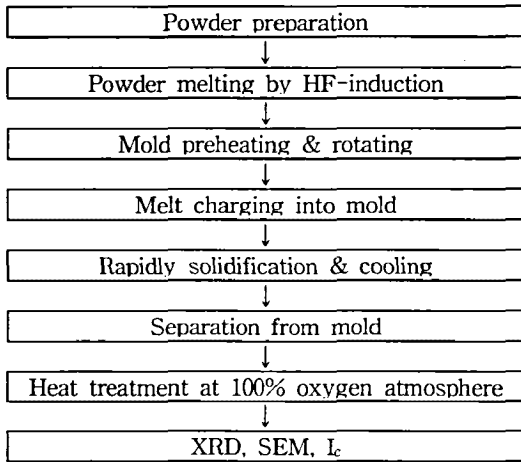 Powder preparation
Powder melting by HF-induction
Mold preheating & rotating
Melt charging into mold
Rapidly solidification & cooling
Separation from mold
Heat treatment at 100% oxygen atmosphere
XRD, SEM, Ic